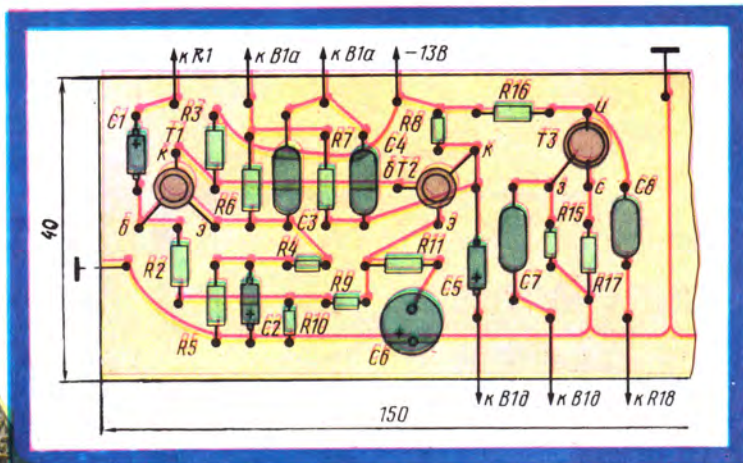 к R1 к В1а к В1а –13В
R3 R16 и
C1 T1 R7 C4 R8 T3
к R6 бT2 к з с C8
б э C3 э R15
R2 R4 R11 C5 C7 R17
R9
R5 C2 R10 C6
40
к В1д к В1д к R18
150